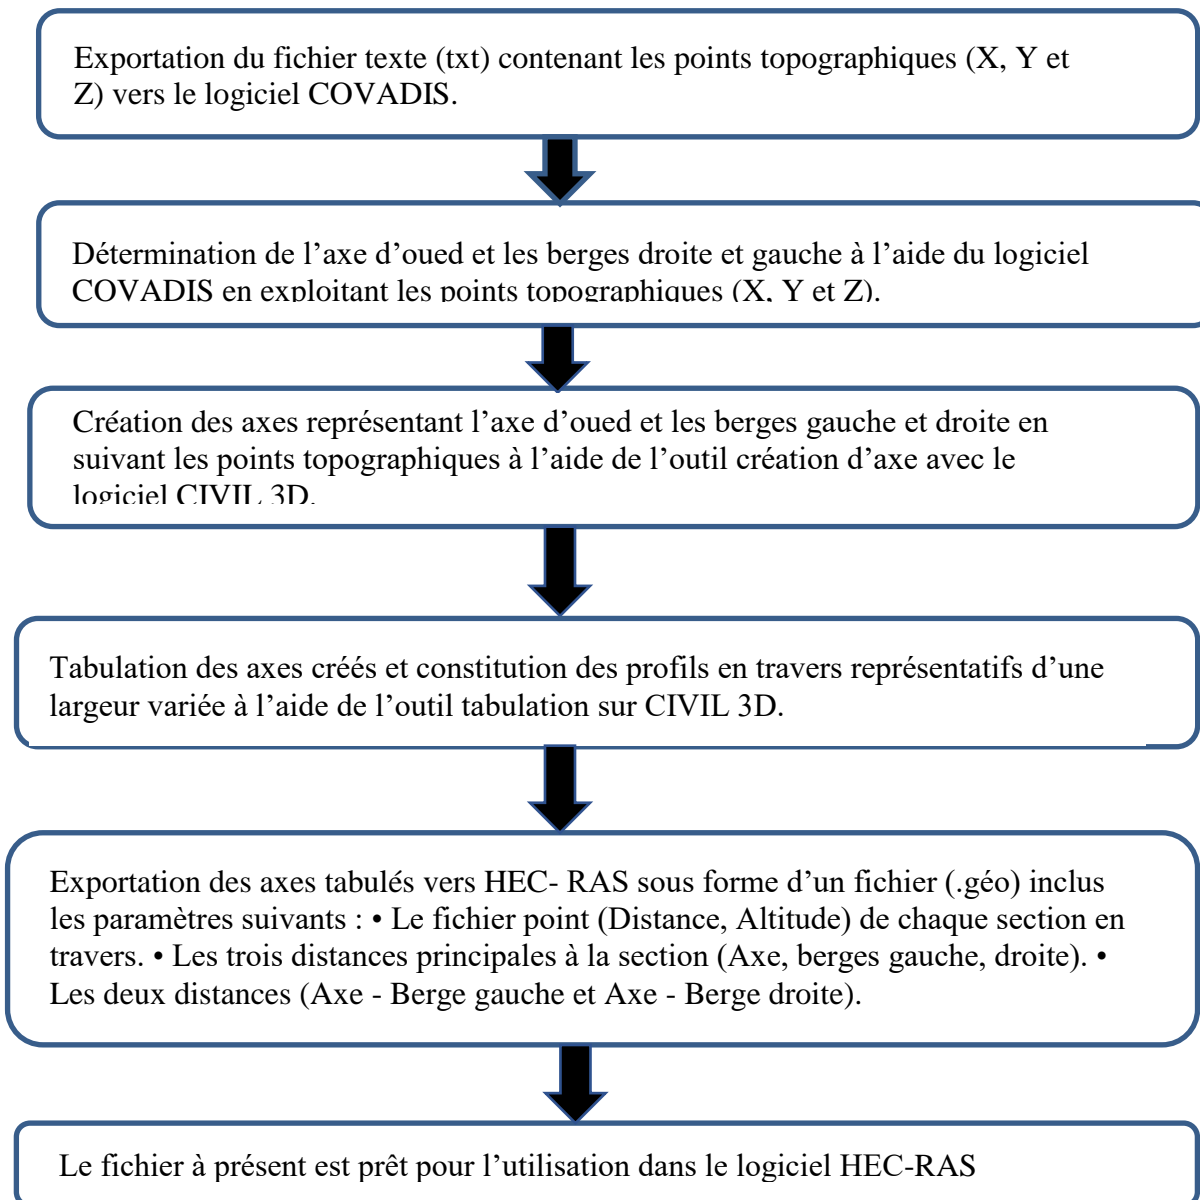 Exportation du fichier texte (txt) contenant les points topographiques (X, Y et
Z) vers le logiciel COVADIS.
Détermination de l’axe d’oued et les berges droite et gauche à l’aide du logiciel
COVADIS en exploitant les points topographiques (X, Y et Z).
Création des axes représentant l’axe d’oued et les berges gauche et droite en
suivant les points topographiques à l’aide de l’outil création d’axe avec le
logiciel CIVIL 3D.
Tabulation des axes créés et constitution des profils en travers représentatifs d’une
largeur variée à l’aide de l’outil tabulation sur CIVIL 3D.
Exportation des axes tabulés vers HEC- RAS sous forme d’un fichier (.géo) inclus
les paramètres suivants : • Le fichier point (Distance, Altitude) de chaque section en
travers. • Les trois distances principales à la section (Axe, berges gauche, droite). •
Les deux distances (Axe - Berge gauche et Axe - Berge droite).
Le fichier à présent est prêt pour l’utilisation dans le logiciel HEC-RAS